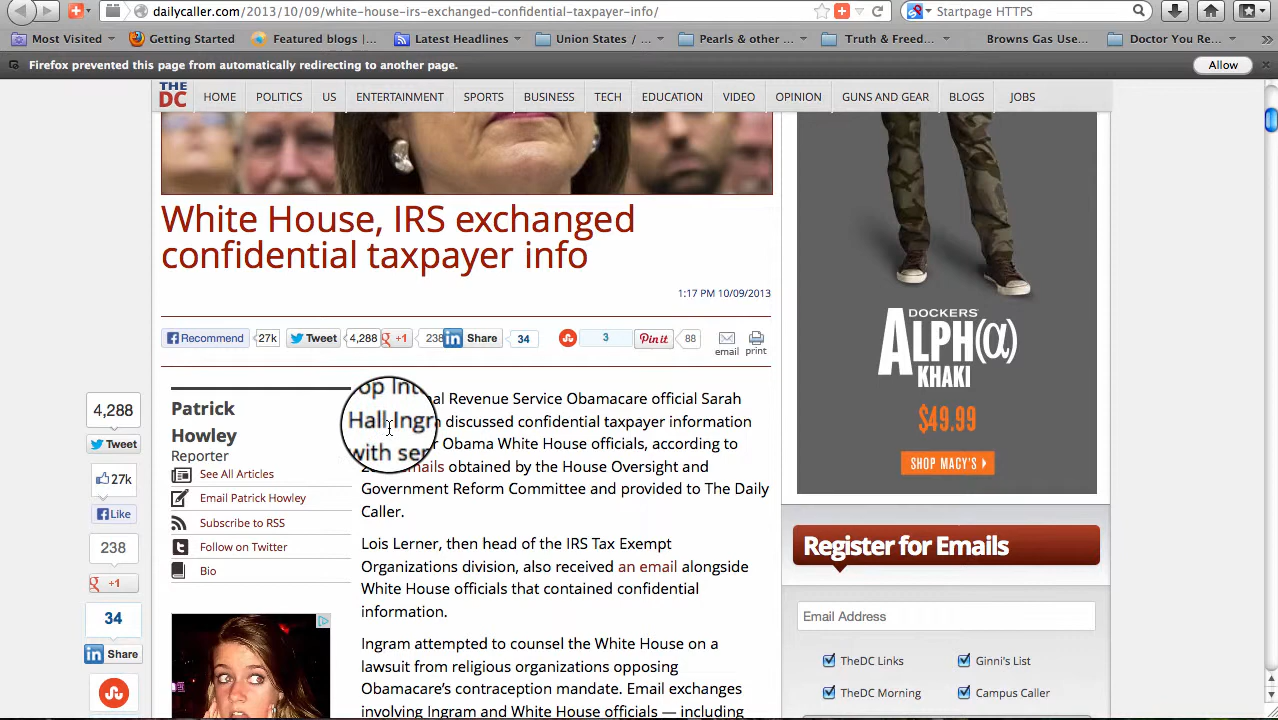 dailycaller.com/2013/10/09/white-house-irs-exchanged-confidential-taxpayer-info/
Startpage HTTPS
Most Visited
Getting Started
Featured blogs |...
Latest Headlines
Union States / ...
Pearls & other ...
Truth & Freed...
Browns Gas Use...
Doctor You Re...
Firefox prevented this page from automatically redirecting to another page.
Allow
THE DC
HOME
POLITICS
US
ENTERTAINMENT
SPORTS
BUSINESS
TECH
EDUCATION
VIDEO
OPINION
GUNS AND GEAR
BLOGS
JOBS
White House, IRS exchanged
confidential taxpayer info
1:17 PM 10/09/2013
Recommend
27k
Tweet
4,288
+1
238
Share
34
3
Pin it
88
email
print
4,288
Tweet
27k
Like
238
+1
34
Share
Patrick
Howley
Reporter
See All Articles
Email Patrick Howley
Subscribe to RSS
Follow on Twitter
Bio
op Int
Hall Ingr
with ser
al Revenue Service Obamacare official Sarah
discussed confidential taxpayer information
Obama White House officials, according to
obtained by the House Oversight and
Government Reform Committee and provided to The Daily
Caller.
Lois Lerner, then head of the IRS Tax Exempt
Organizations division, also received an email alongside
White House officials that contained confidential
information.
Ingram attempted to counsel the White House on a
lawsuit from religious organizations opposing
Obamacare's contraception mandate. Email exchanges
involving Ingram and White House officials — including
DOCKERS
ALPH(α)
KHAKI
$49.99
SHOP MACY'S
Register for Emails
Email Address
TheDC Links
Ginni's List
TheDC Morning
Campus Caller